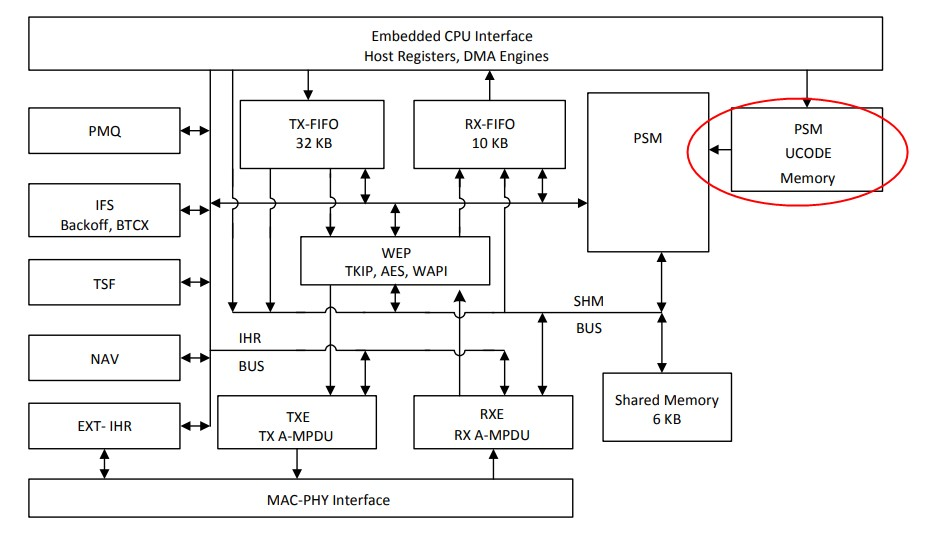 Embedded CPU Interface
Host Registers, DMA Engines
PMQ
TX-FIFO
32 KB
RX-FIFO
10 KB
PSM
PSM
UCODE
Memory
IFS
Backoff, BTCX
WEP
TKIP, AES, WAPI
TSF
SHM
BUS
IHR
BUS
NAV
EXT- IHR
TXE
TX A-MPDU
RXE
RX A-MPDU
Shared Memory
6 KB
MAC-PHY Interface